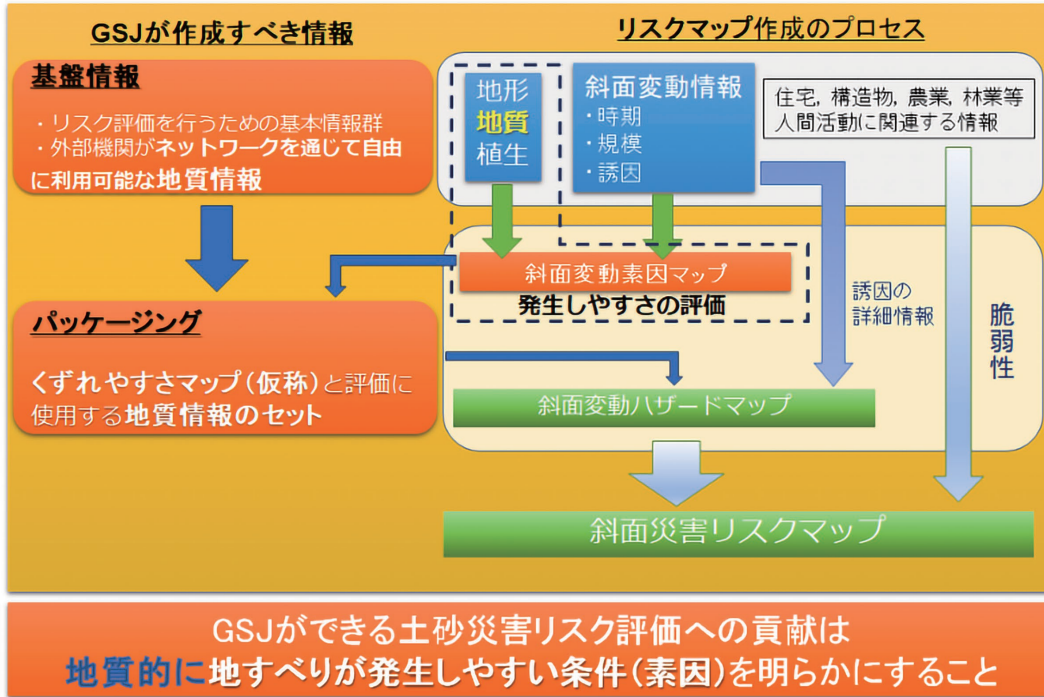 GSJが作成すべき情報
基盤情報
・リスク評価を行うための基本情報群
・外部機関がネットワークを通じて自由
に利用可能な地質情報
パッケージング
くずれやすさマップ(仮称)と評価に
使用する地質情報のセット
リスクマップ作成のプロセス
地形
地質
植生
斜面変動情報
・時期
・規模
・誘因
住宅, 構造物, 農業, 林業等
人間活動に関連する情報
斜面変動素因マップ
発生しやすさの評価
誘因の
詳細情報
脆弱性
斜面変動ハザードマップ
斜面災害リスクマップ
GSJができる土砂災害リスク評価への貢献は
地質的に地すべりが発生しやすい条件(素因)を明らかにすること